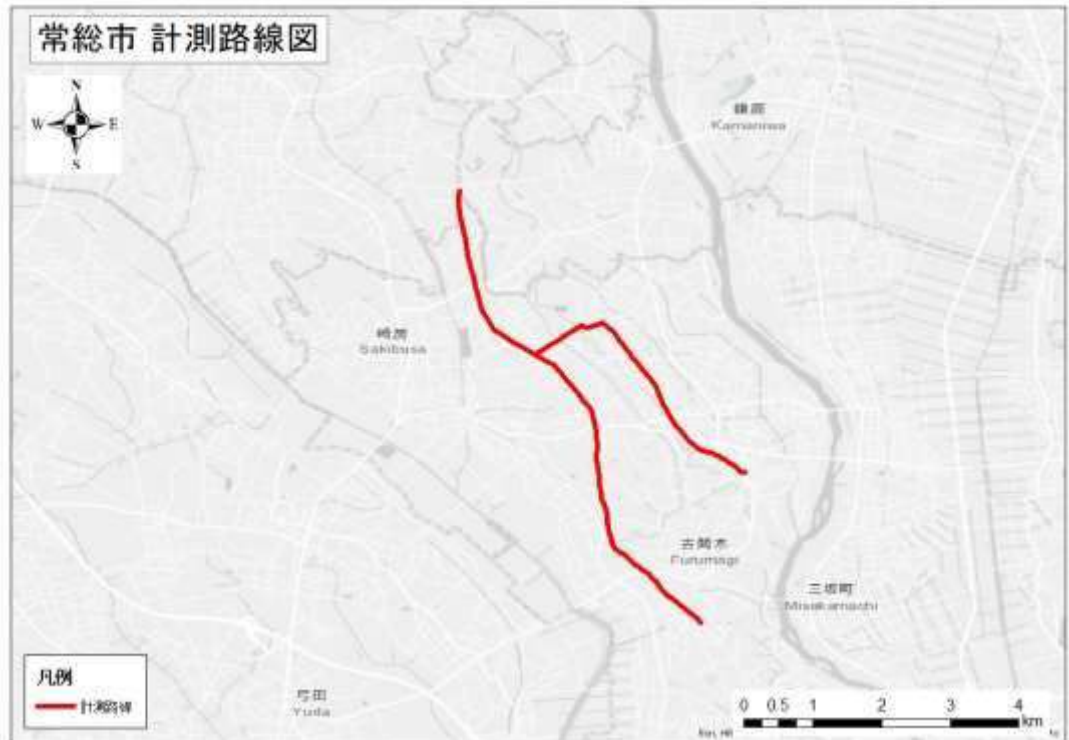 常総市 計測路線図
N
W
E
S
鎌庭
Kamaniwa
崎房
Sakibusa
古間木
Furumagi
三坂町
Misakamachi
弓田
Yuda
凡例
計測路線
0 0.5 1 2 3 4
km